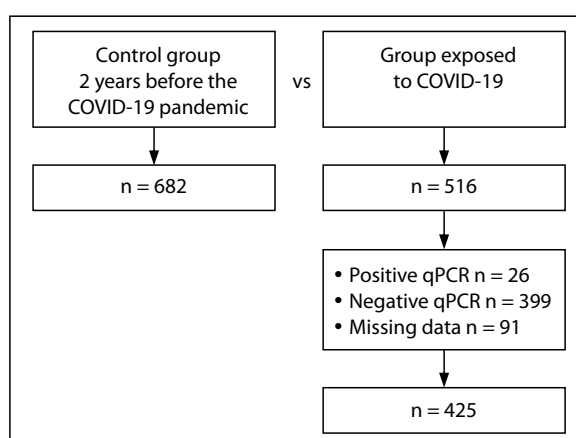 Control group
2 years before the
COVID-19 pandemic
vs
Group exposed
to COVID-19
n = 682
n = 516
• Positive qPCR n = 26
• Negative qPCR n = 399
• Missing data n = 91
n = 425